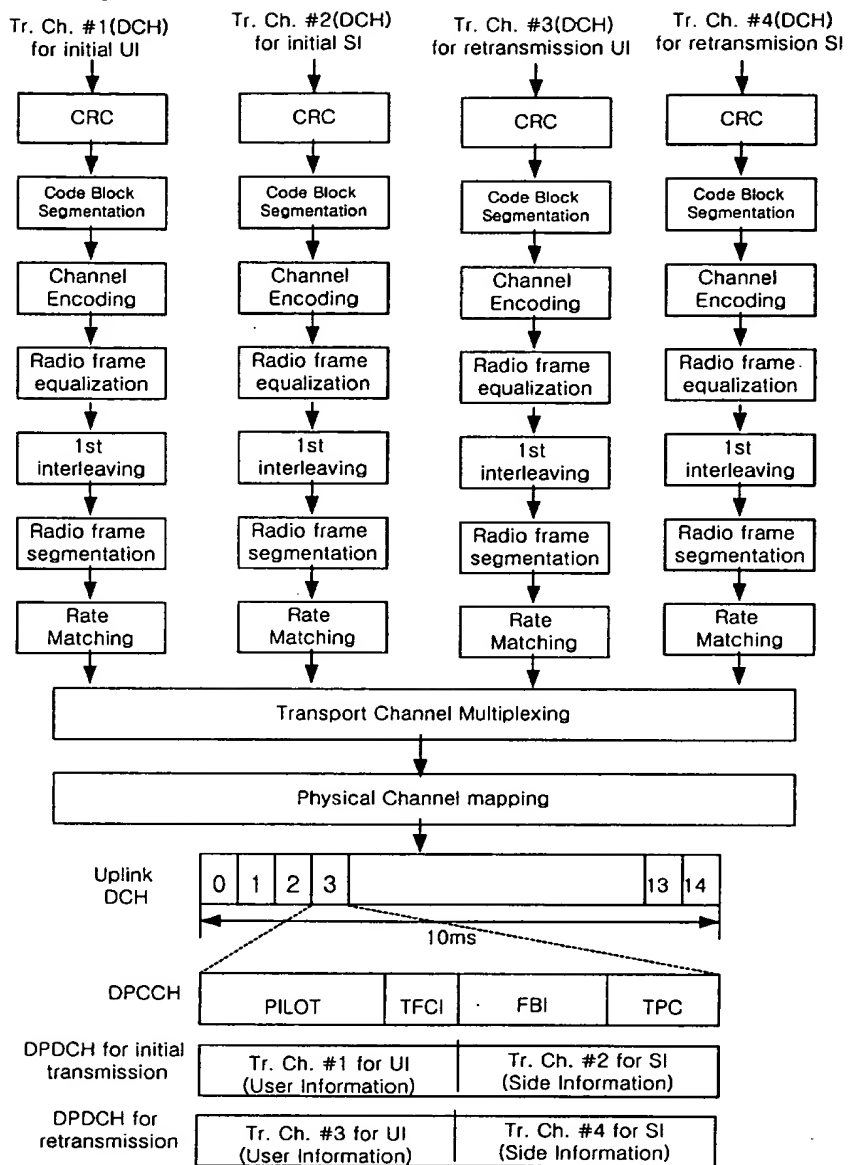 Tr. Ch. #1(DCH)
for initial UI
Tr. Ch. #2(DCH)
for initial SI
Tr. Ch. #3(DCH)
for retransmission UI
Tr. Ch. #4(DCH)
for retransmision SI
CRC
CRC
CRC
CRC
Code Block
Segmentation
Code Block
Segmentation
Code Block
Segmentation
Code Block
Segmentation
Channel
Encoding
Channel
Encoding
Channel
Encoding
Channel
Encoding
Radio frame
equalization
Radio frame
equalization
Radio frame
equalization
Radio frame
equalization
1st
interleaving
1st
interleaving
1st
interleaving
1st
interleaving
Radio frame
segmentation
Radio frame
segmentation
Radio frame
segmentation
Radio frame
segmentation
Rate
Matching
Rate
Matching
Rate
Matching
Rate
Matching
Transport Channel Multiplexing
Physical Channel mapping
Uplink
DCH
0 1 2 3 13 14
10ms
DPCCH
PILOT TFCI FBI TPC
DPDCH for initial
transmission
Tr. Ch. #1 for UI
(User Information)
Tr. Ch. #2 for SI
(Side Information)
DPDCH for
retransmission
Tr. Ch. #3 for UI
(User Information)
Tr. Ch. #4 for SI
(Side Information)